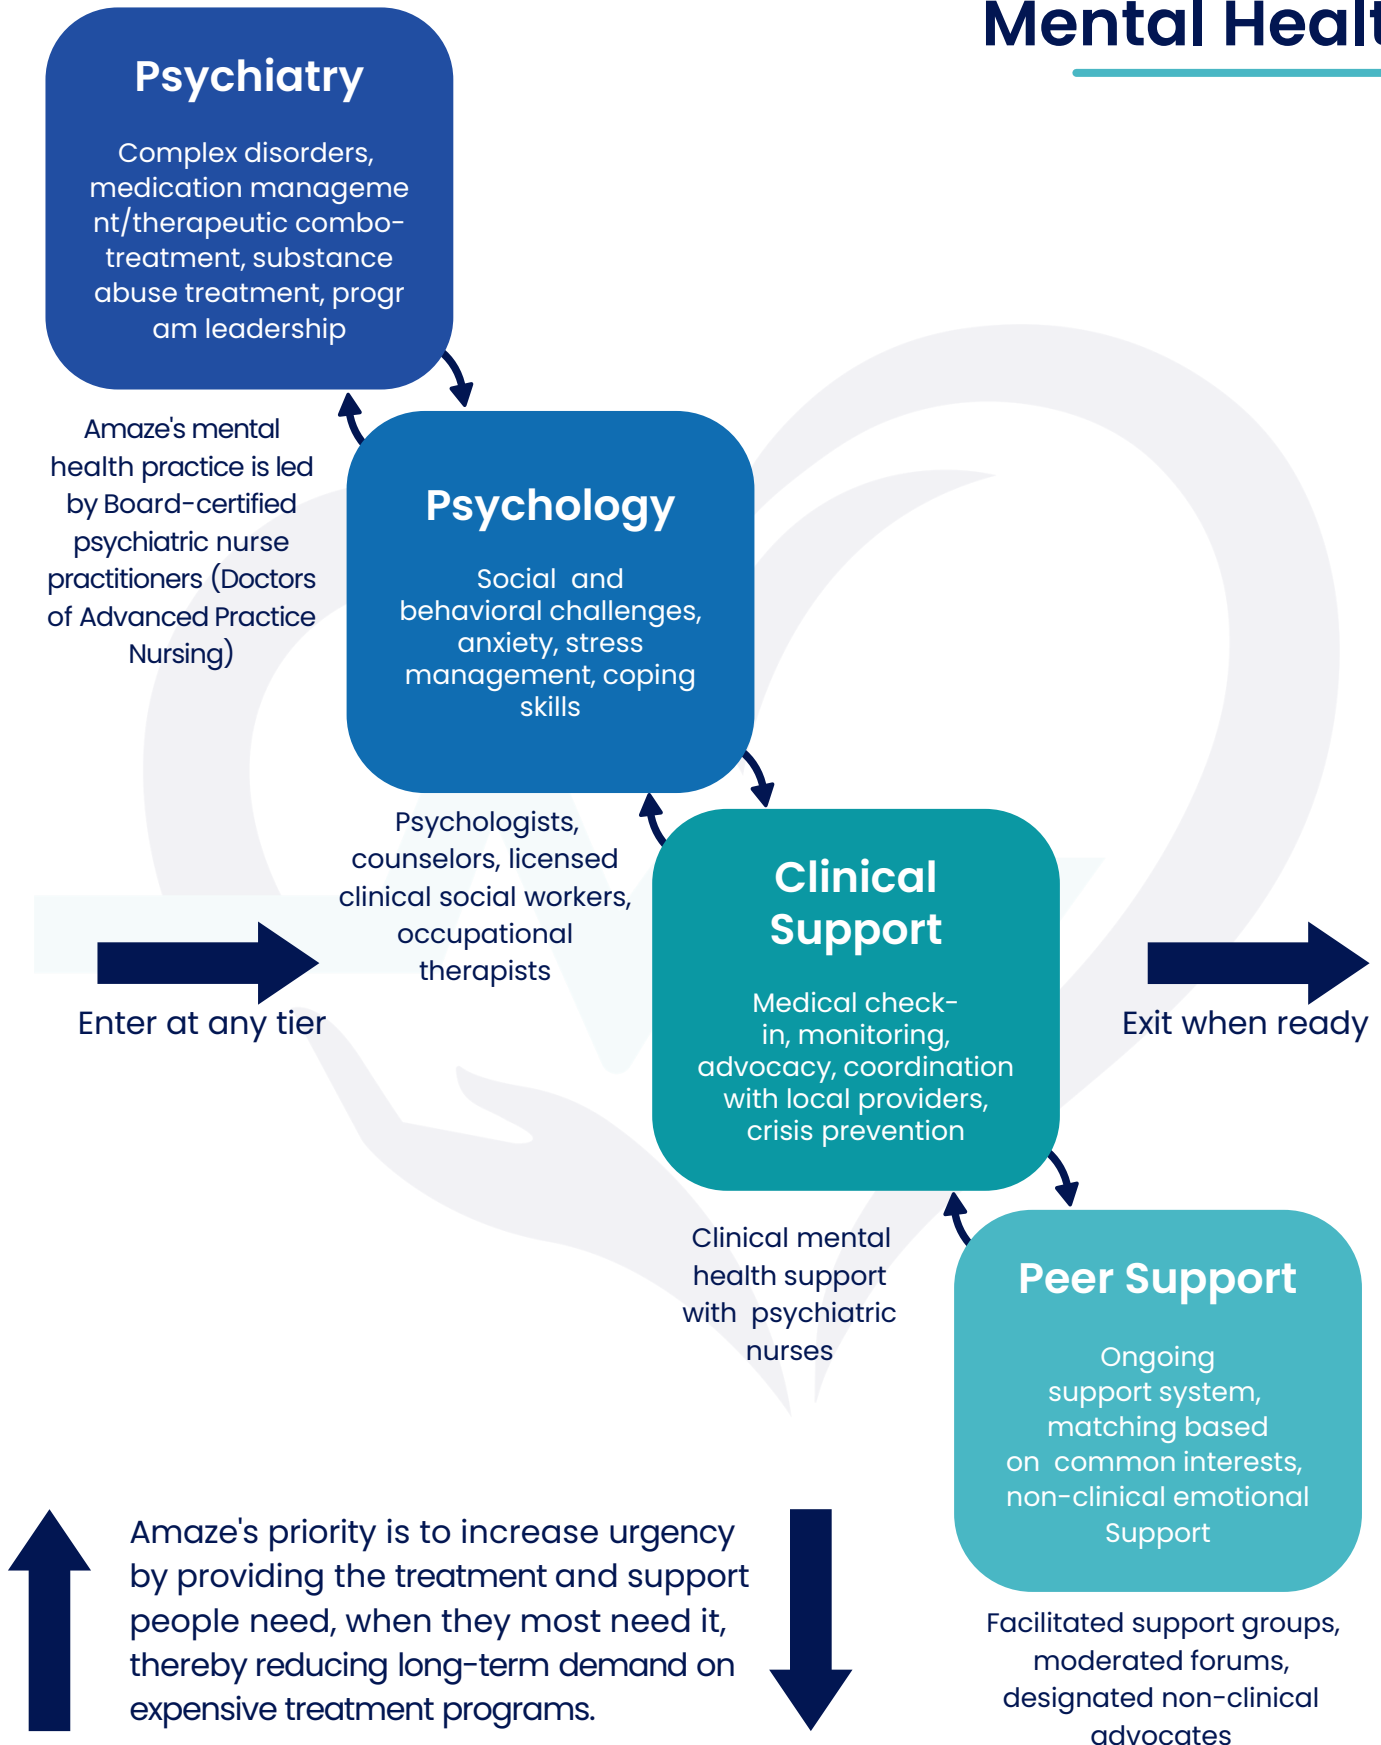 Mental Healt
Psychiatry
Complex disorders,
medication manageme
nt/therapeutic combo-
treatment, substance
abuse treatment, progr
am leadership
Amaze's mental
health practice is led
by Board-certified
psychiatric nurse
practitioners (Doctors
of Advanced Practice
Nursing)
Psychology
Social and
behavioral challenges,
anxiety, stress
management, coping
skills
Psychologists,
counselors, licensed
clinical social workers,
occupational
therapists
Enter at any tier
Clinical
Support
Medical check-
in, monitoring,
advocacy, coordination
with local providers,
crisis prevention
Exit when ready
Clinical mental
health support
with psychiatric
nurses
Peer Support
Ongoing
support system,
matching based
on common interests,
non-clinical emotional
Support
Facilitated support groups,
moderated forums,
designated non-clinical
advocates
Amaze's priority is to increase urgency
by providing the treatment and support
people need, when they most need it,
thereby reducing long-term demand on
expensive treatment programs.